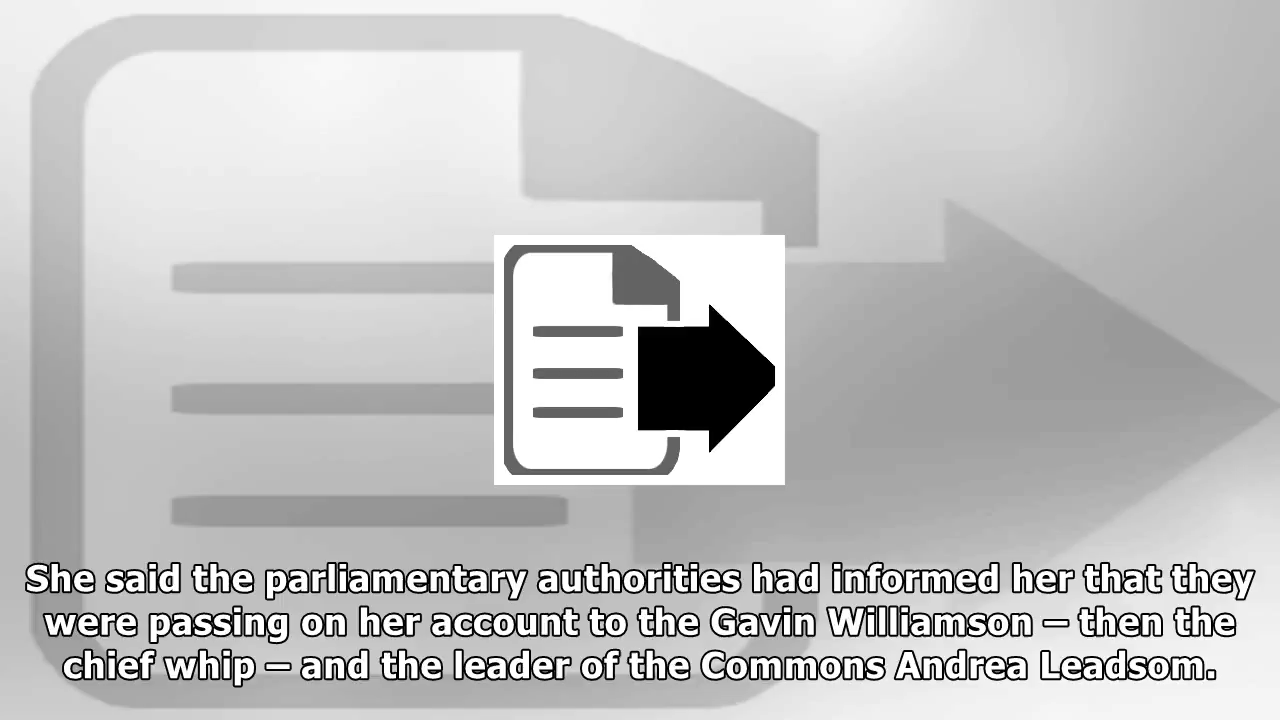 She said the parliamentary authorities had informed her that they
were passing on her account to the Gavin Williamson – then the
chief whip – and the leader of the Commons Andrea Leadsom.